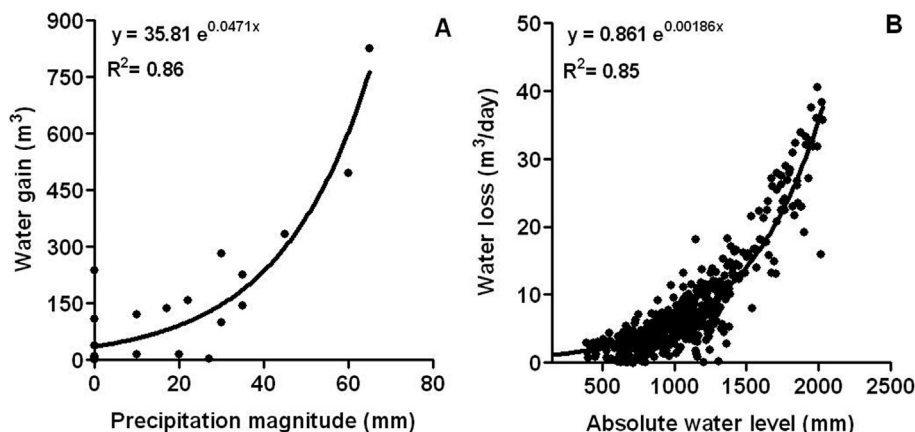 y = 35.81 e^0.0471x
R²= 0.86
A
900
750
600
450
300
150
0
0 20 40 60 80
Water gain (m³)
Precipitation magnitude (mm)
y = 0.861 e^0.00186x
R²= 0.85
B
50
40
30
20
10
0
500 1000 1500 2000 2500
Water loss (m³/day)
Absolute water level (mm)